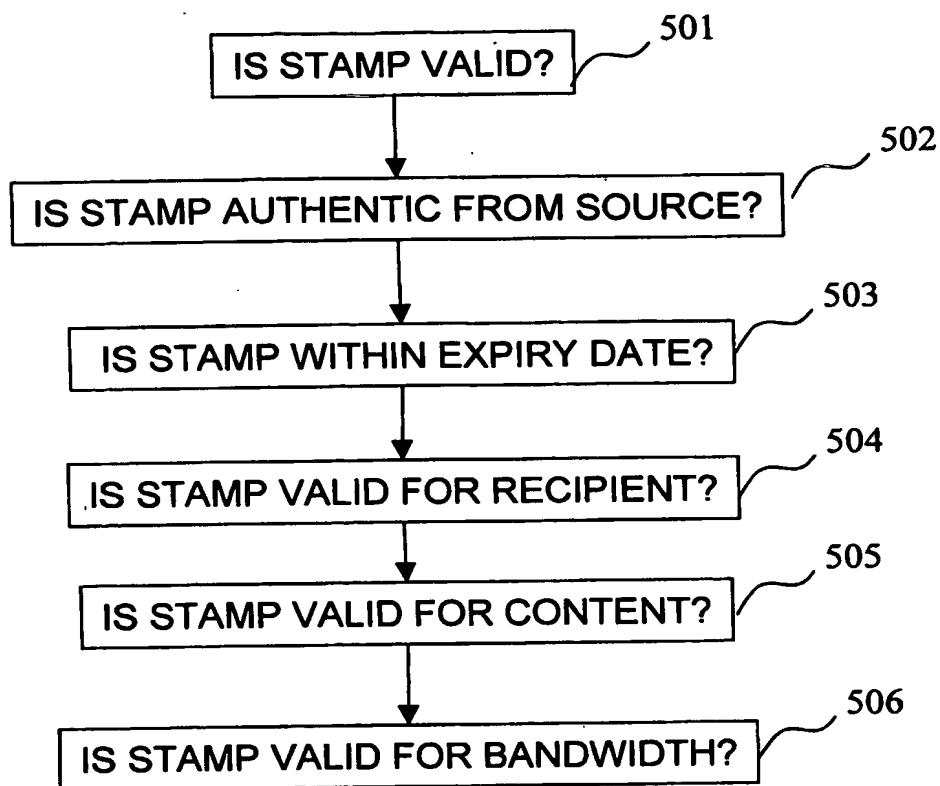 501
IS STAMP VALID?
502
IS STAMP AUTHENTIC FROM SOURCE?
503
IS STAMP WITHIN EXPIRY DATE?
504
IS STAMP VALID FOR RECIPIENT?
505
IS STAMP VALID FOR CONTENT?
506
IS STAMP VALID FOR BANDWIDTH?